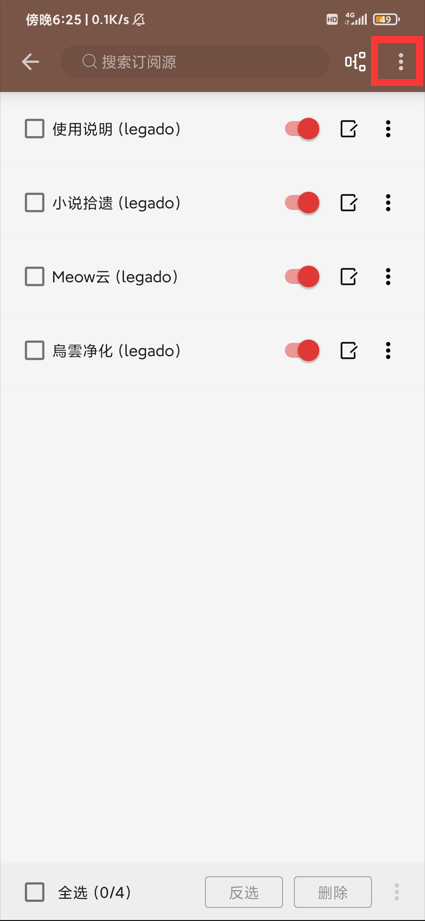 傍晚6:25 | 0.1K/s HD 4G 49
搜索订阅源
使用说明 (legado)
小说拾遗 (legado)
Meow云 (legado)
烏雲净化 (legado)
全选 (0/4) 反选 删除